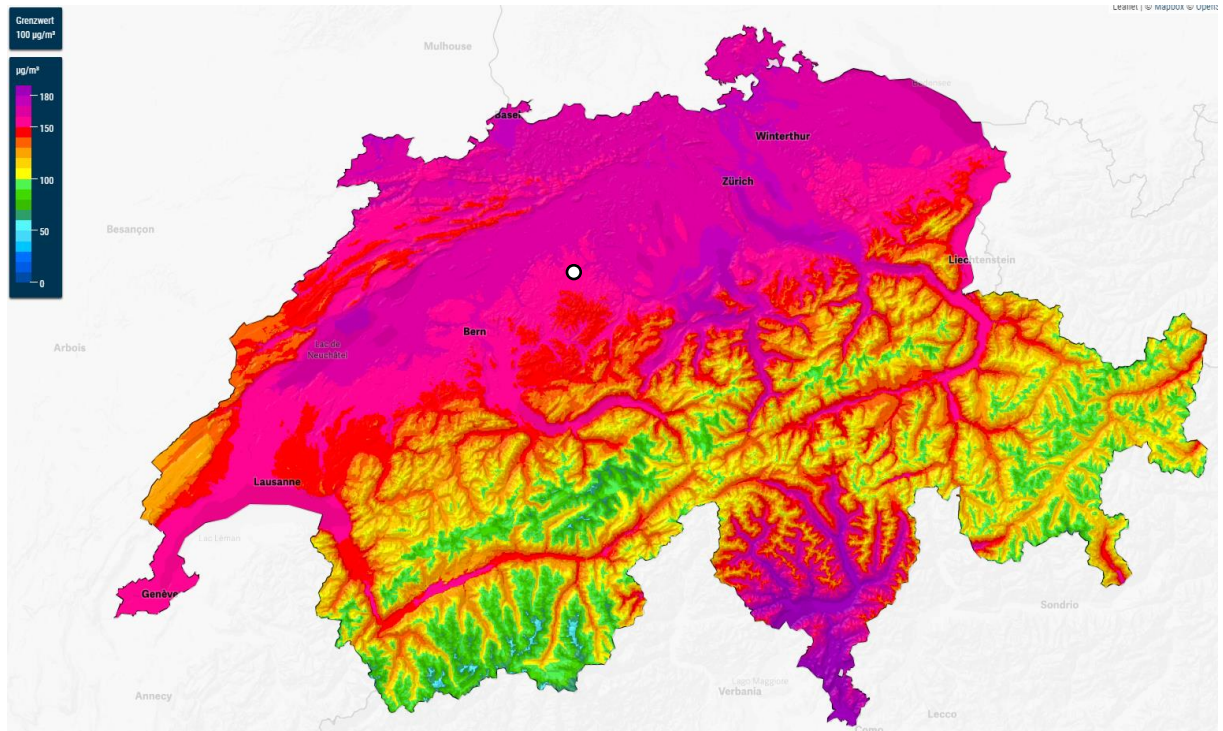 Leaflet | © Mapbox © OpenS
Grenzwert
100 µg/m³
µg/m³
180
150
100
50
0
Mulhouse
Bodensee
Basel
Winterthur
Zürich
Besançon
Liechtenstein
Bern
Lac de
Neuchâtel
Arbois
Lausanne
Lac Léman
Genève
Sondrio
Lago Maggiore
Verbania
Annecy
Lecco
Como